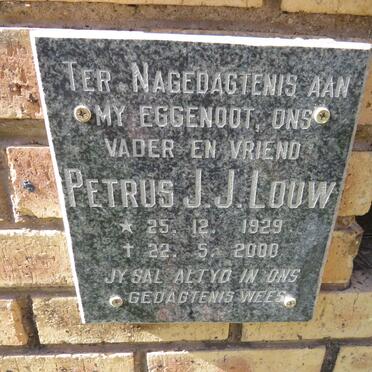 TER NAGEDAGTENIS AAN
MY EGGENOOT, ONS
VADER EN VRIEND
PETRUS J. J. LOUW
★ 25. 12. 1929
† 22. 5. 2000
JY SAL ALTYD IN ONS
GEDAGTENIS WEES